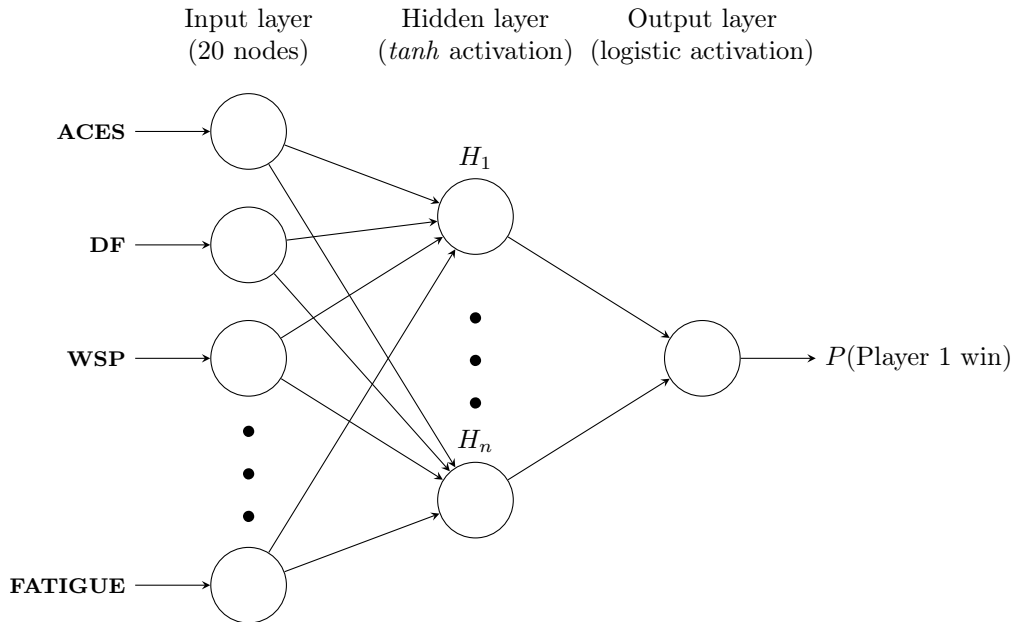 Input layer
(20 nodes)
Hidden layer
(tanh activation)
Output layer
(logistic activation)
ACES
H1
DF
WSP
P(Player 1 win)
Hn
FATIGUE